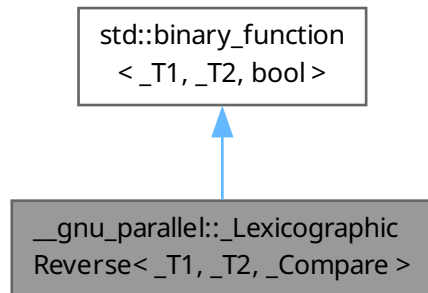 std::binary_function
< _T1, _T2, bool >
__gnu_parallel::_Lexicographic
Reverse< _T1, _T2, _Compare >